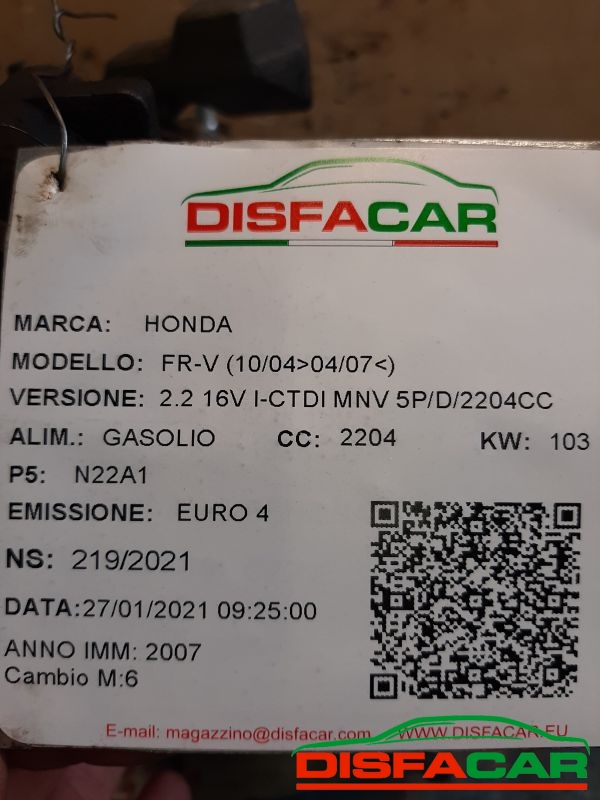 DISFACAR
MARCA: HONDA
MODELLO: FR-V (10/04>04/07<)
VERSIONE: 2.2 16V I-CTDI MNV 5P/D/2204CC
ALIM.: GASOLIO CC: 2204 KW: 103
P5: N22A1
EMISSIONE: EURO 4
NS: 219/2021
DATA:27/01/2021 09:25:00
ANNO IMM: 2007
Cambio M:6
E-mail: magazzino@disfacar.com WWW.DISFACAR.EU
DISFACAR